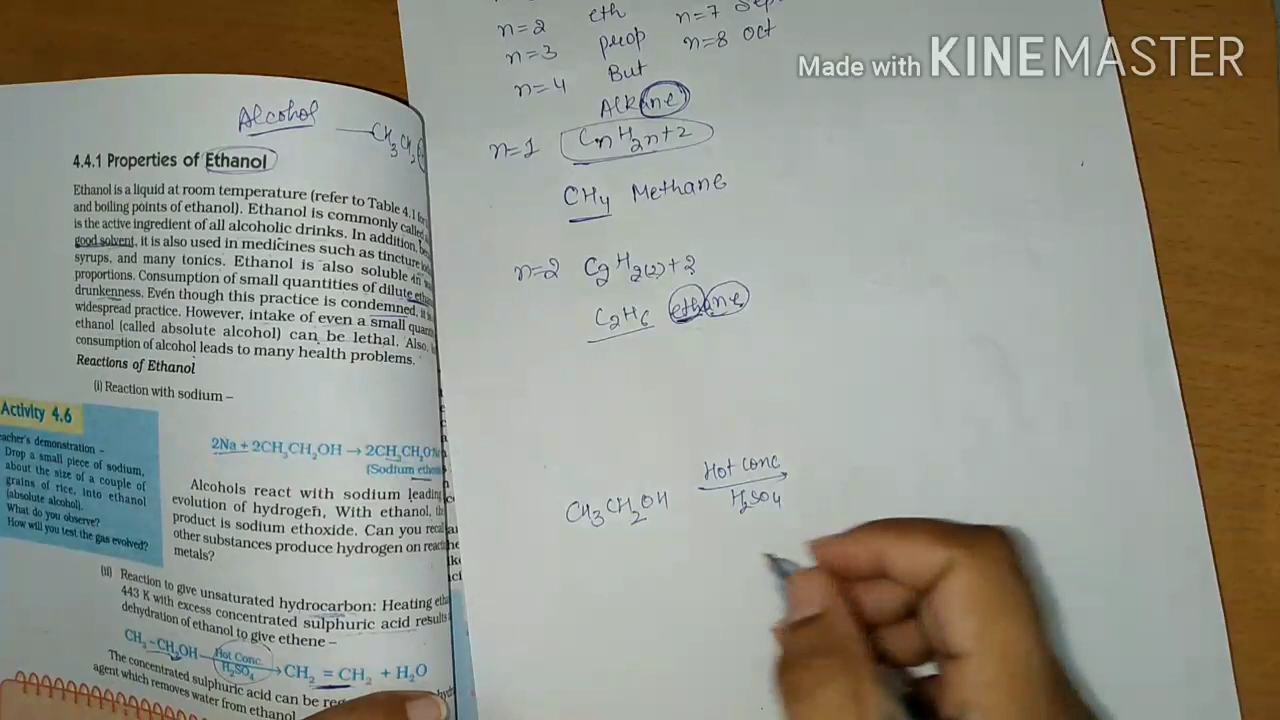 Alcohol
CH3CH2
4.4.1 Properties of Ethanol
Ethanol is a liquid at room temperature (refer to Table 4.1 for
and boiling points of ethanol). Ethanol is commonly called
is the active ingredient of all alcoholic drinks. In addition,
good solvent, it is also used in medicines such as tincture
syrups, and many tonics. Ethanol is also soluble in
proportions. Consumption of small quantities of dilute
drunkenness. Even though this practice is condemned, it
widespread practice. However, intake of even a small
ethanol (called absolute alcohol) can be lethal. Also,
consumption of alcohol leads to many health problems.
Reactions of Ethanol
(i) Reaction with sodium –
2Na + 2CH3CH2OH → 2CH3CH2O
(Sodium
Alcohols react with sodium leading
evolution of hydrogen, With ethanol,
product is sodium ethoxide. Can you recall
other substances produce hydrogen on
metals?
(ii) Reaction to give unsaturated hydrocarbon: Heating
443 K with excess concentrated sulphuric acid results
dehydration of ethanol to give ethene –
CH3–CH2OH Hot Conc. H2SO4 → CH2 = CH2 + H2O
The concentrated sulphuric acid can be
agent which removes water from ethanol
Activity 4.6
demonstration –
Drop a small piece of sodium,
about the size of a couple of
grains of rice, into ethanol
(absolute alcohol).
What do you observe?
How will you test the gas evolved?
n=2 eth n=7 Sep
n=3 prop n=8 Oct
n=4 But
Alkane
n=1 CnH2n+2
CH4 Methane
n=2 C2H2(2)+2
C2H6 ethane
CH3CH2OH Hot conc H2SO4 →
Made with KINEMASTER